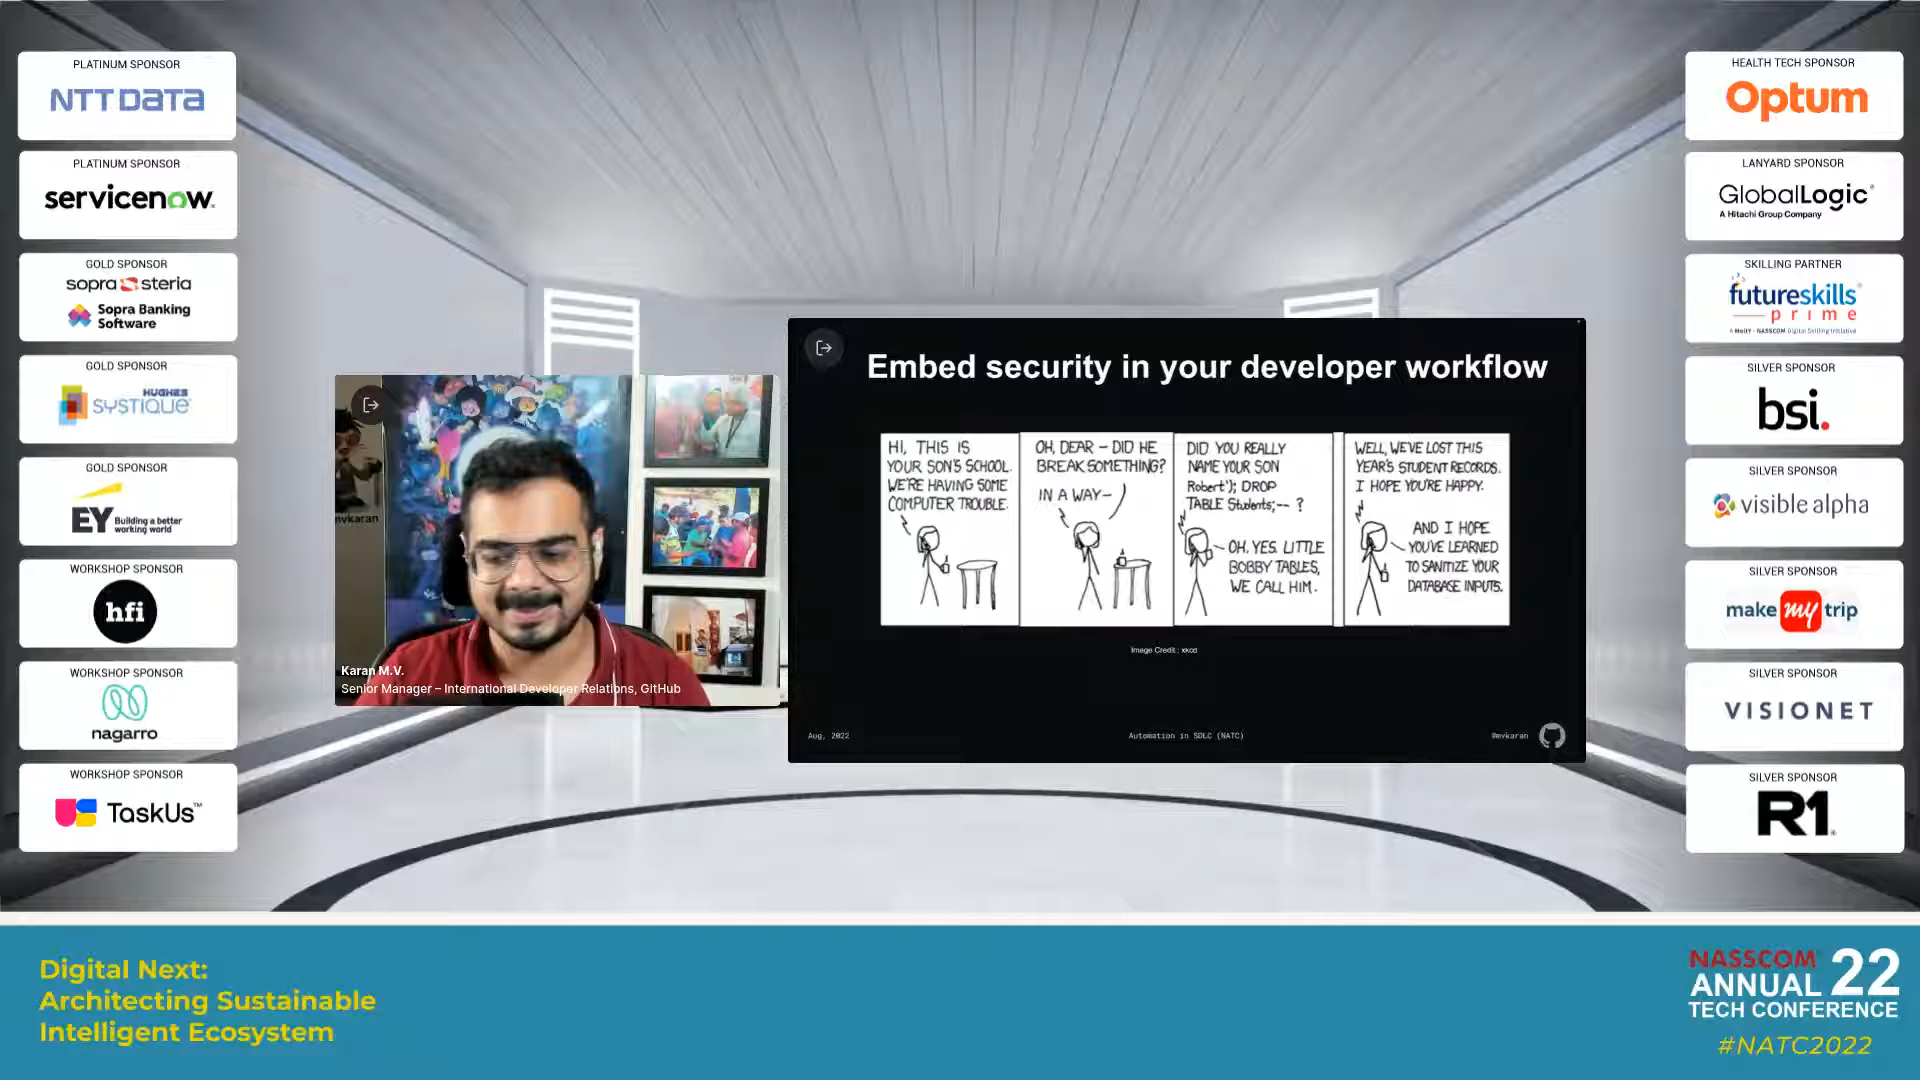 PLATINUM SPONSOR
NTT DATA
PLATINUM SPONSOR
servicenow.
GOLD SPONSOR
sopra steria
Sopra Banking
Software
GOLD SPONSOR
HUGHES
SYSTIQUE
GOLD SPONSOR
EY Building a better
working world
WORKSHOP SPONSOR
hfi
WORKSHOP SPONSOR
nagarro
WORKSHOP SPONSOR
TaskUs™
mvkaran
Karan M.V.
Senior Manager – International Developer Relations, GitHub
Embed security in your developer workflow
HI, THIS IS
YOUR SON'S SCHOOL.
WE'RE HAVING SOME
COMPUTER TROUBLE.
OH, DEAR – DID HE
BREAK SOMETHING?
IN A WAY–
DID YOU REALLY
NAME YOUR SON
Robert'); DROP
TABLE Students;-- ?
OH. YES. LITTLE
BOBBY TABLES,
WE CALL HIM.
WELL, WE'VE LOST THIS
YEAR'S STUDENT RECORDS.
I HOPE YOU'RE HAPPY.
AND I HOPE
YOU'VE LEARNED
TO SANITIZE YOUR
DATABASE INPUTS.
Image Credit : xkcd
Aug, 2022
Automation in SDLC (NATC)
@mvkaran
HEALTH TECH SPONSOR
Optum
LANYARD SPONSOR
GlobalLogic®
A Hitachi Group Company
SKILLING PARTNER
futureskills
prime
A MeitY - NASSCOM Digital Skilling Initiative
SILVER SPONSOR
bsi.
SILVER SPONSOR
visible alpha
SILVER SPONSOR
make my trip
SILVER SPONSOR
VISIONET
SILVER SPONSOR
R1
Digital Next:
Architecting Sustainable
Intelligent Ecosystem
NASSCOM
ANNUAL 22
TECH CONFERENCE
#NATC2022